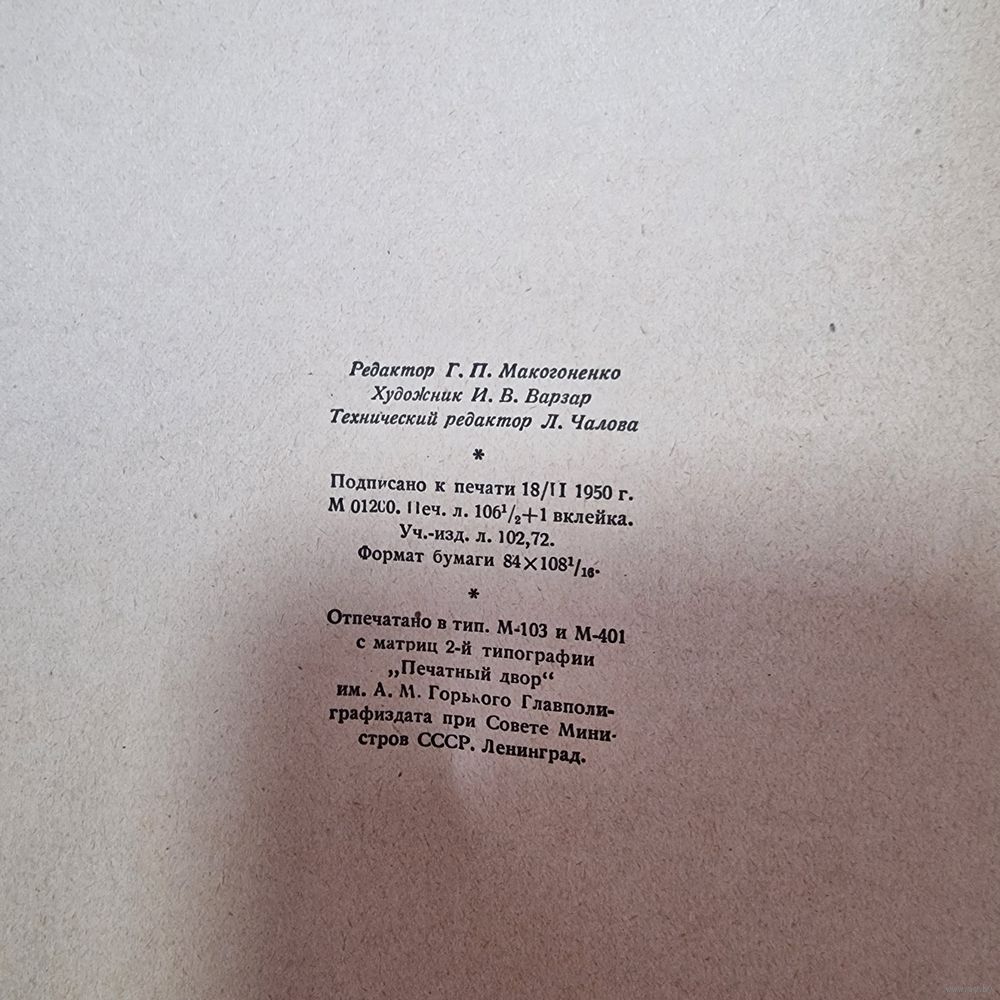 Редактор Г. П. Макогоненко
Художник И. В. Варзар
Технический редактор Л. Чалова
*
Подписано к печати 18/II 1950 г.
М 01200. Печ. л. 106¹/₂+1 вклейка.
Уч.-изд. л. 102,72.
Формат бумаги 84×108¹/₁₆.
*
Отпечатано в тип. М-103 и М-401
с матриц 2-й типографии
„Печатный двор“
им. А. М. Горького Главполи-
графиздата при Совете Мини-
стров СССР. Ленинград.